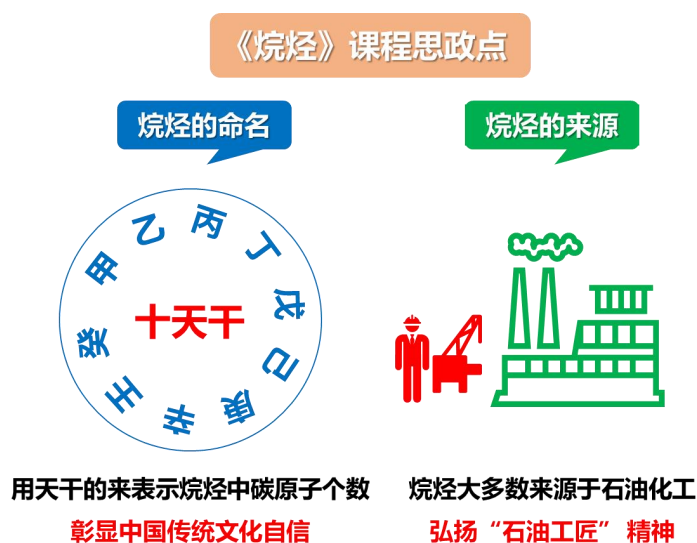 《烷烃》课程思政点
烷烃的命名
烷烃的来源
甲
乙
丙
丁
戊
己
庚
辛
壬
癸
十天干
用天干的来表示烷烃中碳原子个数
彰显中国传统文化自信
烷烃大多数来源于石油化工
弘扬“石油工匠” 精神